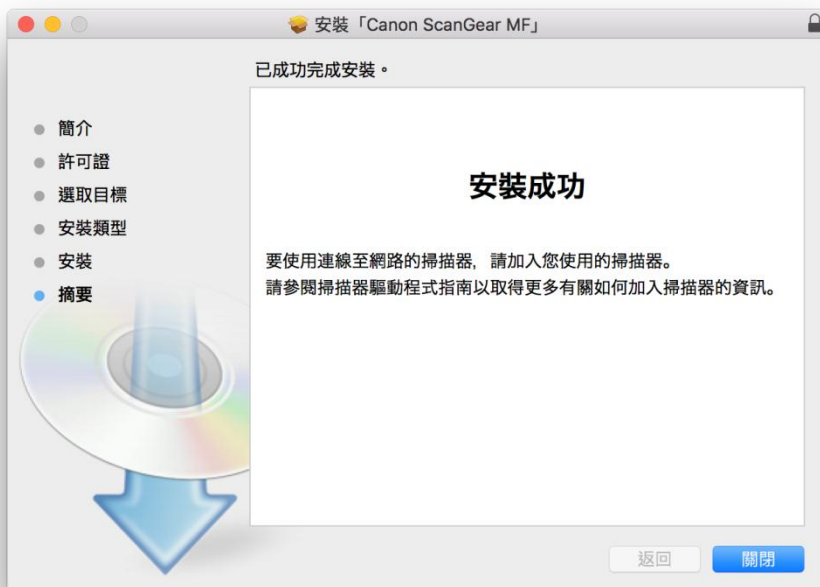 安裝「Canon ScanGear MF」
已成功完成安裝。
簡介
許可證
選取目標
安裝類型
安裝
摘要
安裝成功
要使用連線至網路的掃描器, 請加入您使用的掃描器。
請參閱掃描器驅動程式指南以取得更多有關如何加入掃描器的資訊。
返回
關閉